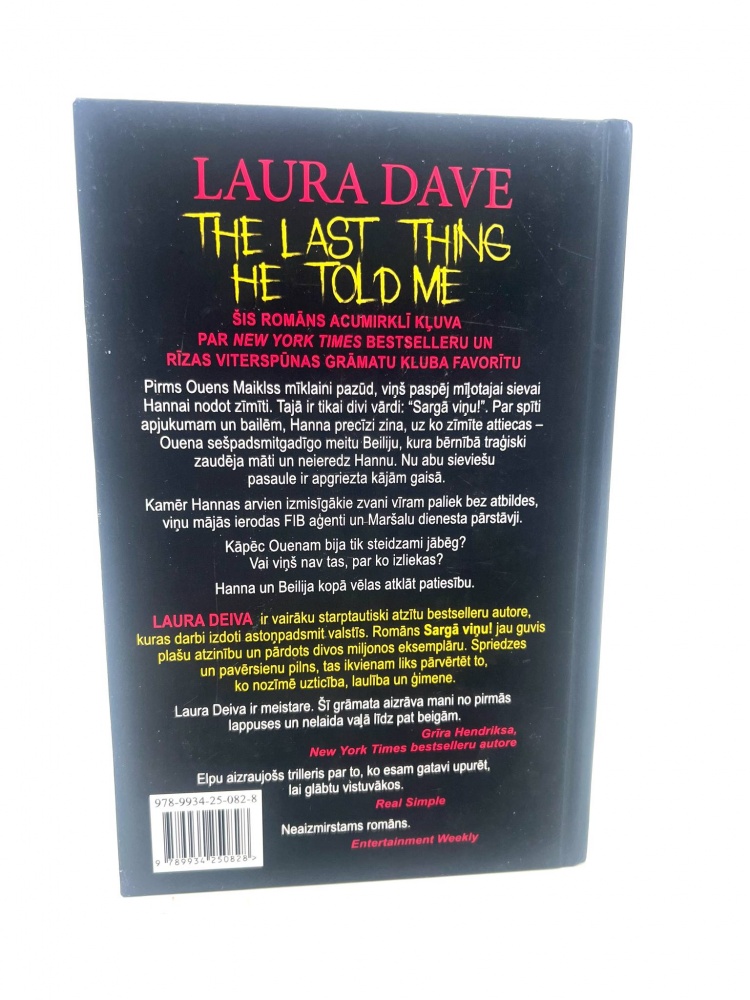 LAURA DAVE
THE LAST THING
HE TOLD ME
ŠIS ROMĀNS ACUMIRKLĪ KĻUVA
PAR NEW YORK TIMES BESTSELLERU UN
RĪZAS VITERSPŪNAS GRĀMATU KLUBA FAVORĪTU
Pirms Ouens Maiklss mīklaini pazūd, viņš paspēj mīļotajai sievai
Hannai nodot zīmīti. Tajā ir tikai divi vārdi: “Sargā viņu!”. Par spīti
apjukumam un bailēm, Hanna precīzi zina, uz ko zīmīte attiecas –
Ouena sešpadsmitgadīgo meitu Beiliju, kura bērnībā traģiski
zaudēja māti un neieredz Hannu. Nu abu sieviešu
pasaule ir apgriezta kājām gaisā.
Kamēr Hannas arvien izmisīgākie zvani vīram paliek bez atbildes,
viņu mājās ierodas FIB aģenti un Maršalu dienesta pārstāvji.
Kāpēc Ouenam bija tik steidzami jābēg?
Vai viņš nav tas, par ko izliekas?
Hanna un Beilija kopā vēlas atklāt patiesību.
LAURA DEIVA ir vairāku starptautiski atzītu bestselleru autore,
kuras darbi izdoti astoņpadsmit valstīs. Romāns Sargā viņu! jau guvis
plašu atzinību un pārdots divos miljonos eksemplāru. Spriedzes
un pavērsienu pilns, tas ikvienam liks pārvērtēt to,
ko nozīmē uzticība, laulība un ģimene.
Laura Deiva ir meistare. Šī grāmata aizrāva mani no pirmās
lappuses un nelaida vaļā līdz pat beigām.
Grīra Hendriksa,
New York Times bestselleru autore
Elpu aizraujošs trilleris par to, ko esam gatavi upurēt,
lai glābtu vistuvākos.
Real Simple
Neaizmirstams romāns.
Entertainment Weekly
978-9934-25-082-8
9 789934 250828 >